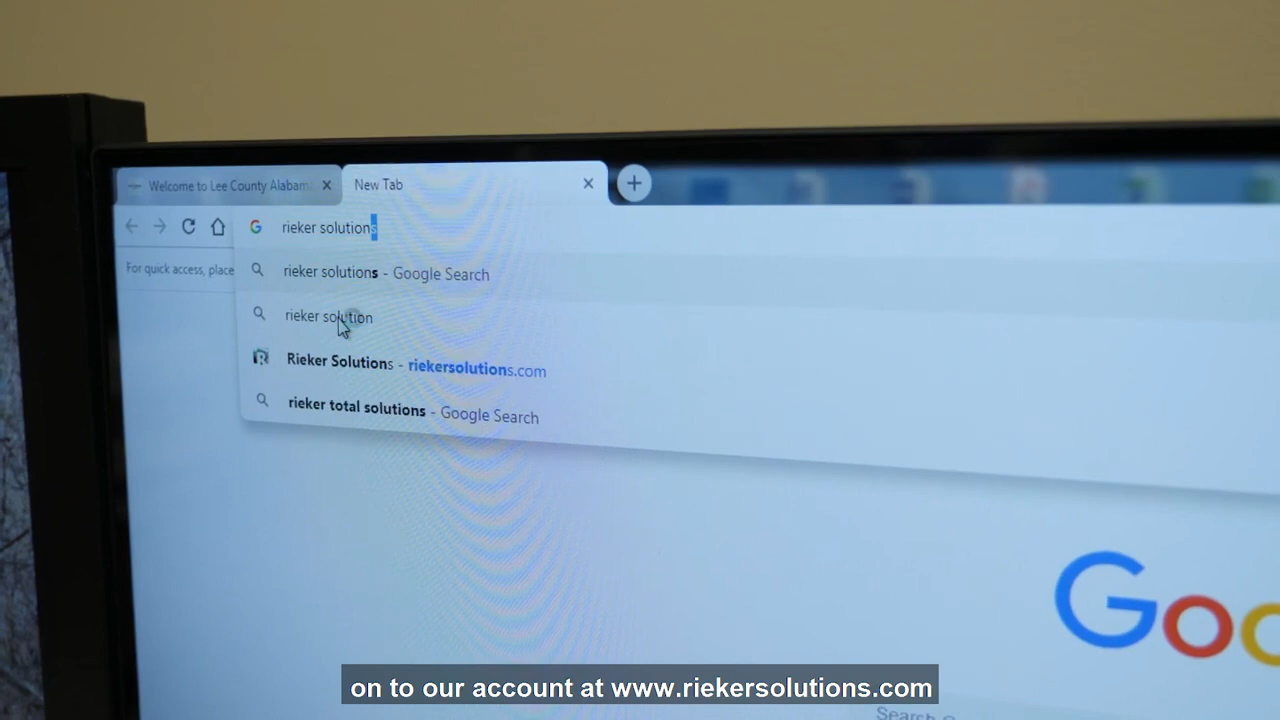 Welcome to Lee County Alabam
New Tab
rieker solutions
For quick access, place
rieker solutions - Google Search
rieker solution
Rieker Solutions - riekersolutions.com
rieker total solutions - Google Search
Goo
Search
on to our account at www.riekersolutions.com